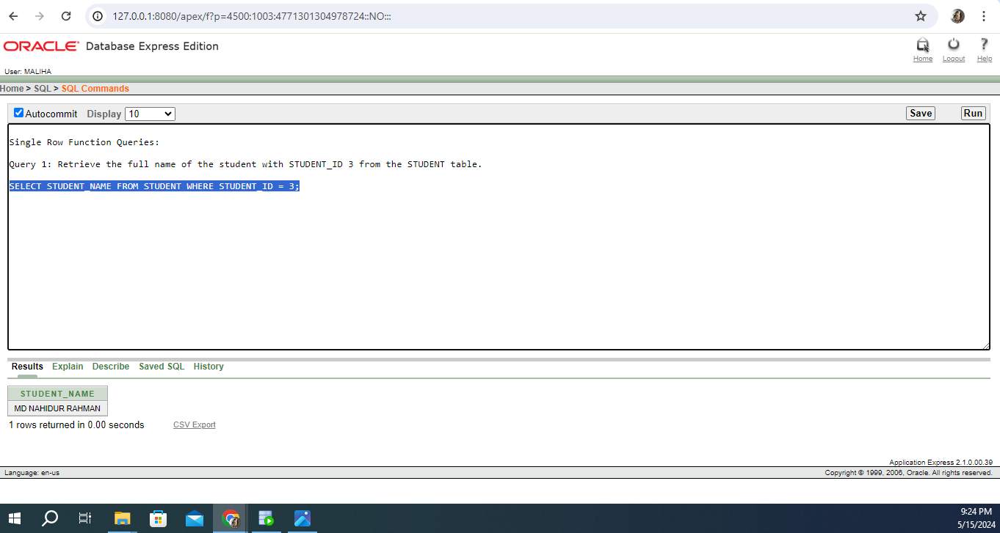 127.0.0.1:8080/apex/f?p=4500:1003:4771301304978724::NO:::
ORACLE Database Express Edition
Home Logout Help
User: MALIHA
Home > SQL > SQL Commands
Autocommit Display 10 Save Run
Single Row Function Queries:
Query 1: Retrieve the full name of the student with STUDENT_ID 3 from the STUDENT table.
SELECT STUDENT_NAME FROM STUDENT WHERE STUDENT_ID = 3;
Results Explain Describe Saved SQL History
STUDENT_NAME
MD NAHIDUR RAHMAN
1 rows returned in 0.00 seconds CSV Export
Application Express 2.1.0.00.39
Language: en-us Copyright © 1999, 2006, Oracle. All rights reserved.
9:24 PM
5/15/2024